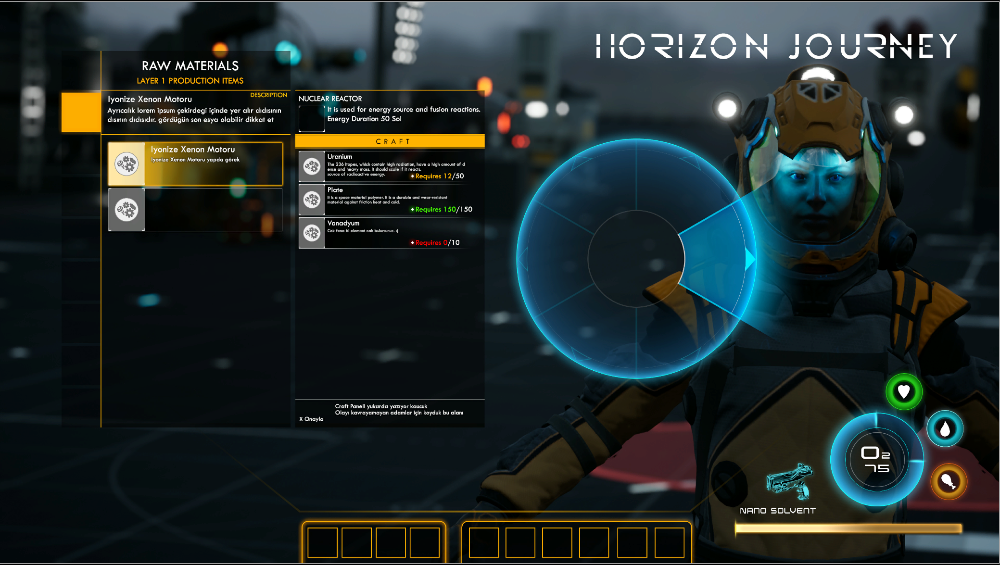 HORIZON JOURNEY
RAW MATERIALS
LAYER 1 PRODUCTION ITEMS
DESCRIPTION
Iyonize Xenon Motoru
Ayrıcalık lorem ipsum çekirdegi içinde yer alır dıdısının
dısının dıdısıdır. gördügün son esya olabilir dikkat et
Iyonize Xenon Motoru
Iyonize Xenon Motoru yapda görek
NUCLEAR REACTOR
It is used for energy source and fusion reactions.
Energy Duration 50 Sol
CRAFT
Uranium
The 236 Itopes, which contain high radiation, have a high amount of d
ense and heavy mass. It should scale if it reacts.
source of radioactive energy.
Requires 12/50
Plate
It is a space material polymer. It is a durable and wear-resistant
material against friction heat and cold.
Requires 150/150
Vanadyum
Cok fena bi element nah bulursunuz. :)
Requires 0/10
Craft Paneli yukarda yazıyor kaucuk
Olayı kavrayamayan adamlar için koyduk bu alanı
X Onayla
O2
75
NANO SOLVENT